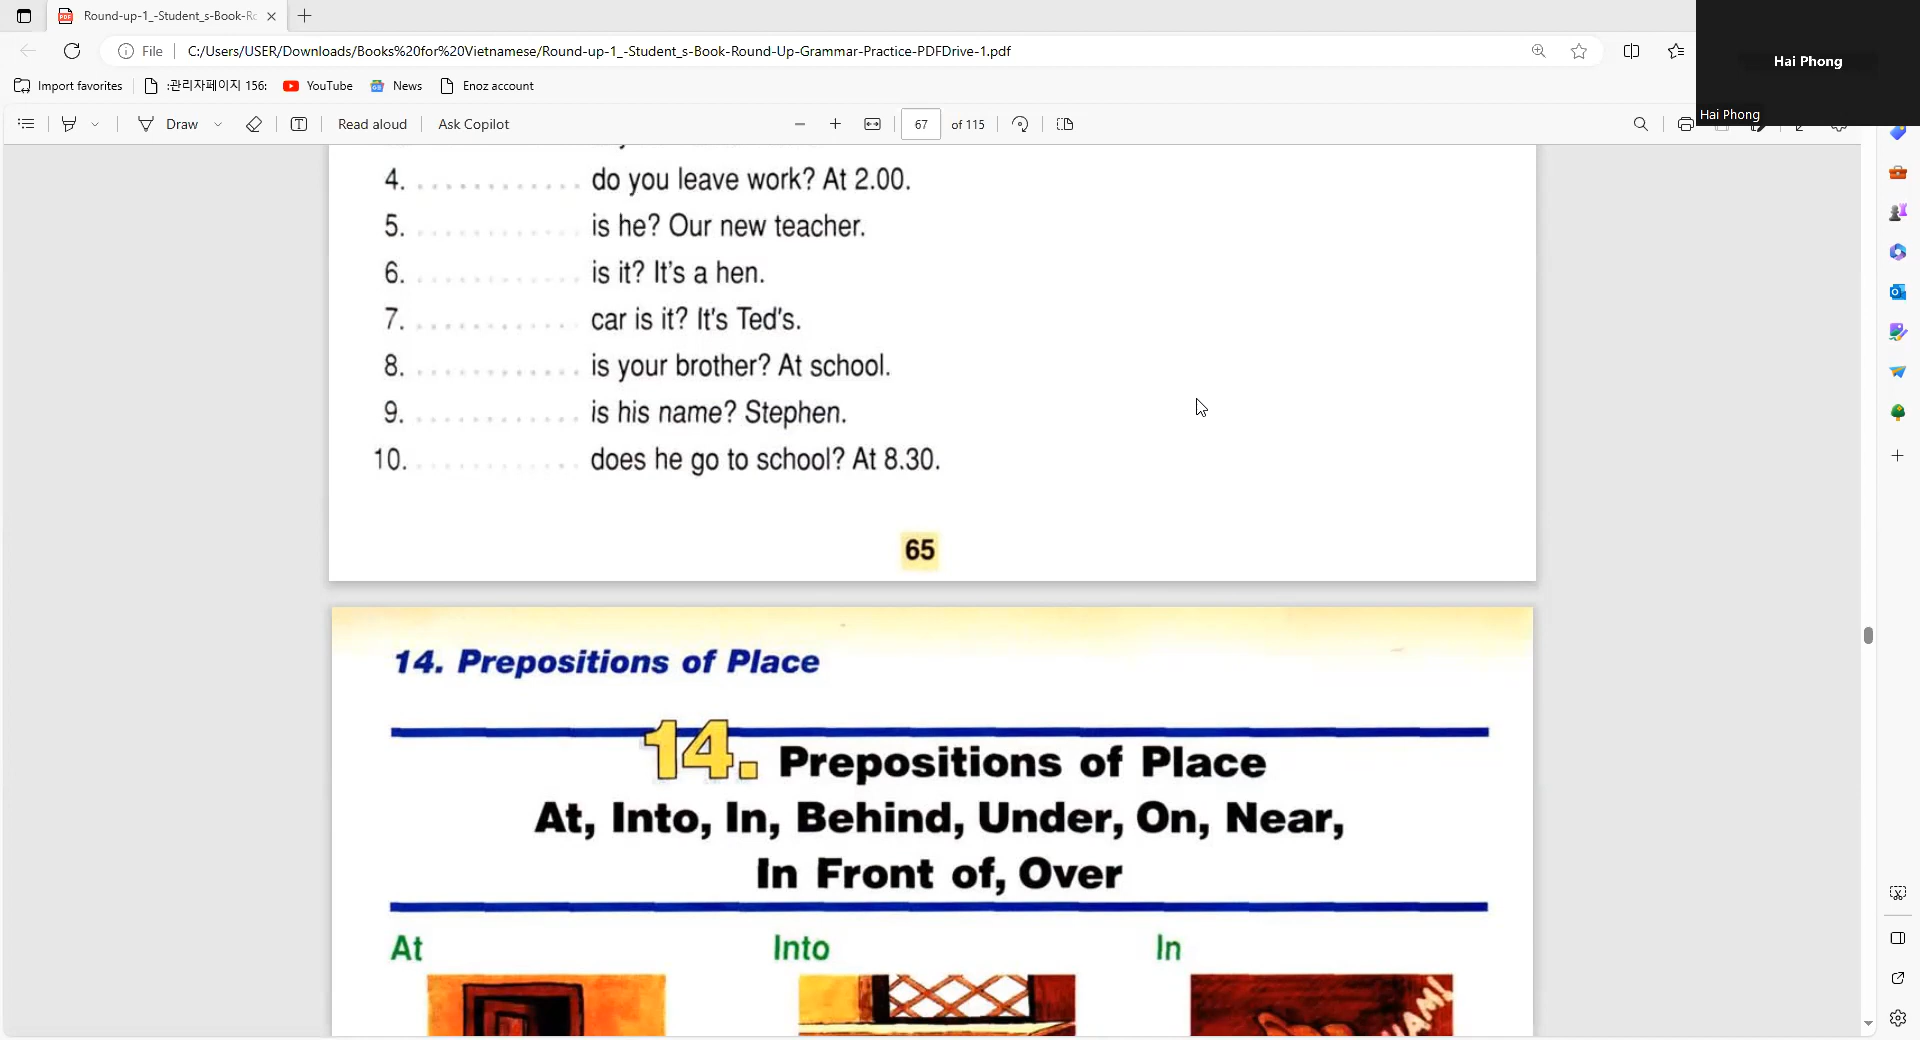 Round-up-1_-Student_s-Book-Ro
File
C:/Users/USER/Downloads/Books%20for%20Vietnamese/Round-up-1_-Student_s-Book-Round-Up-Grammar-Practice-PDFDrive-1.pdf
Hai Phong
Import favorites
:관리자페이지 156:
YouTube
News
Enoz account
Hai Phong
Draw
Read aloud
Ask Copilot
67
of 115
4. ............ do you leave work? At 2.00.
5. ............ is he? Our new teacher.
6. ............ is it? It's a hen.
7. ............ car is it? It's Ted's.
8. ............ is your brother? At school.
9. ............ is his name? Stephen.
10. ............ does he go to school? At 8.30.
65
14. Prepositions of Place
14. Prepositions of Place
At, Into, In, Behind, Under, On, Near,
In Front of, Over
At
Into
In